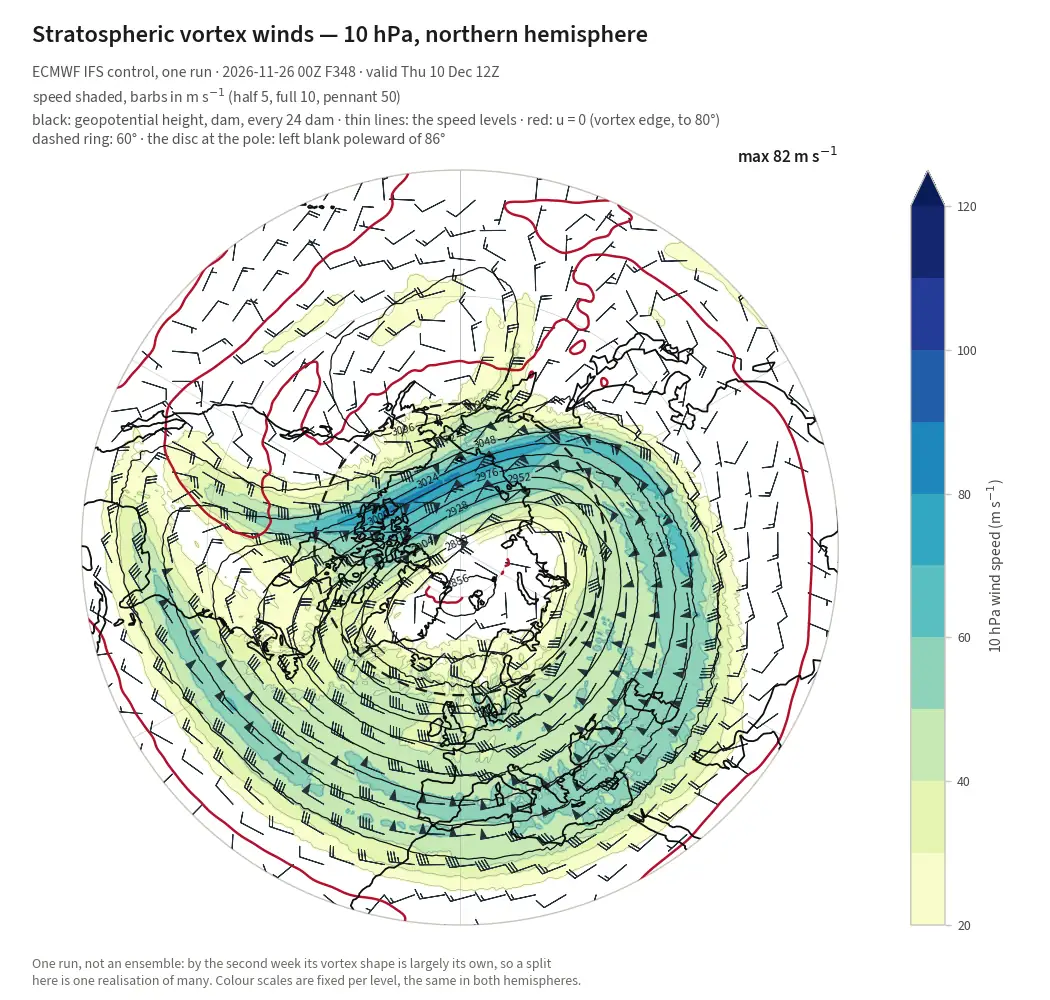 Stratospheric vortex winds — 10 hPa, northern hemisphere
ECMWF IFS control, one run · 2026-11-26 00Z F348 · valid Thu 10 Dec 12Z
speed shaded, barbs in m s⁻¹ (half 5, full 10, pennant 50)
black: geopotential height, dam, every 24 dam · thin lines: the speed levels · red: u = 0 (vortex edge, to 80°)
dashed ring: 60° · the disc at the pole: left blank poleward of 86°
max 82 m s⁻¹
120
100
80
60
40
20
10 hPa wind speed (m s⁻¹)
3096
3048
3024
2976
2952
2928
2856
One run, not an ensemble: by the second week its vortex shape is largely its own, so a split
here is one realisation of many. Colour scales are fixed per level, the same in both hemispheres.